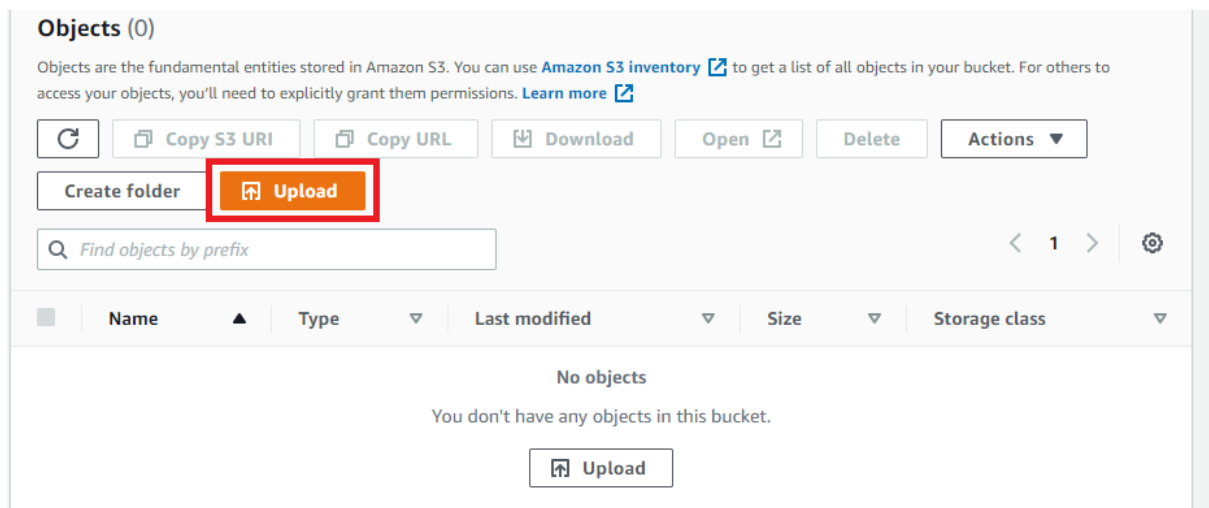 Objects (0)
Objects are the fundamental entities stored in Amazon S3. You can use Amazon S3 inventory to get a list of all objects in your bucket. For others to
access your objects, you'll need to explicitly grant them permissions. Learn more
Copy S3 URI Copy URL Download Open Delete Actions
Create folder Upload
Find objects by prefix 1
Name Type Last modified Size Storage class
No objects
You don't have any objects in this bucket.
Upload